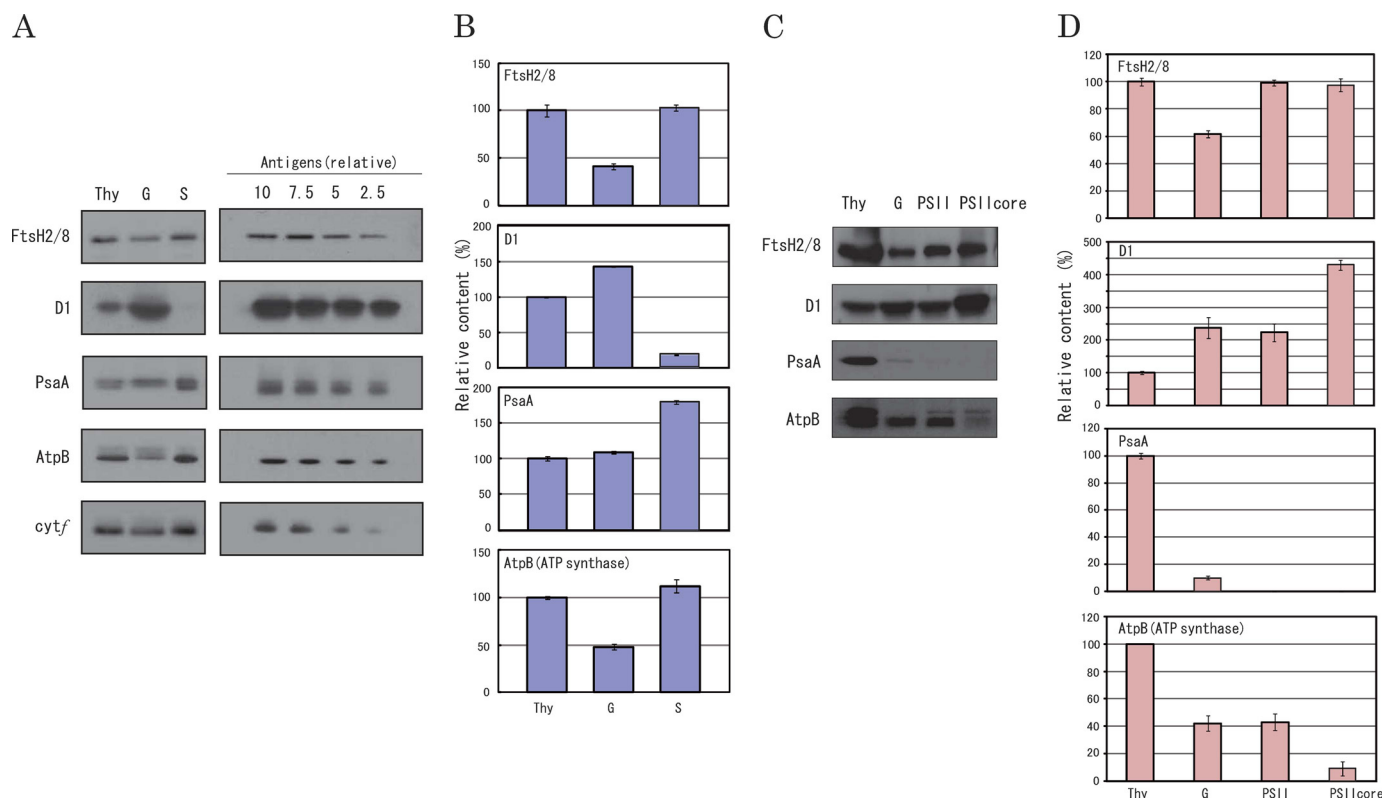 A
Antigens(relative)
Thy G S
10 7.5 5 2.5
FtsH2/8
D1
PsaA
AtpB
cytf
B
Relative content (%)
FtsH2/8
150
100
50
0
D1
200
150
100
50
0
PsaA
200
150
100
50
0
AtpB(ATP synthase)
150
100
50
0
Thy G S
C
Thy G PSII PSIIcore
FtsH2/8
D1
PsaA
AtpB
D
Relative content (%)
FtsH2/8
120
100
80
60
40
20
0
D1
500
400
300
200
100
0
PsaA
120
100
80
60
40
20
0
AtpB(ATP synthase)
120
100
80
60
40
20
0
Thy G PSII PSIIcore